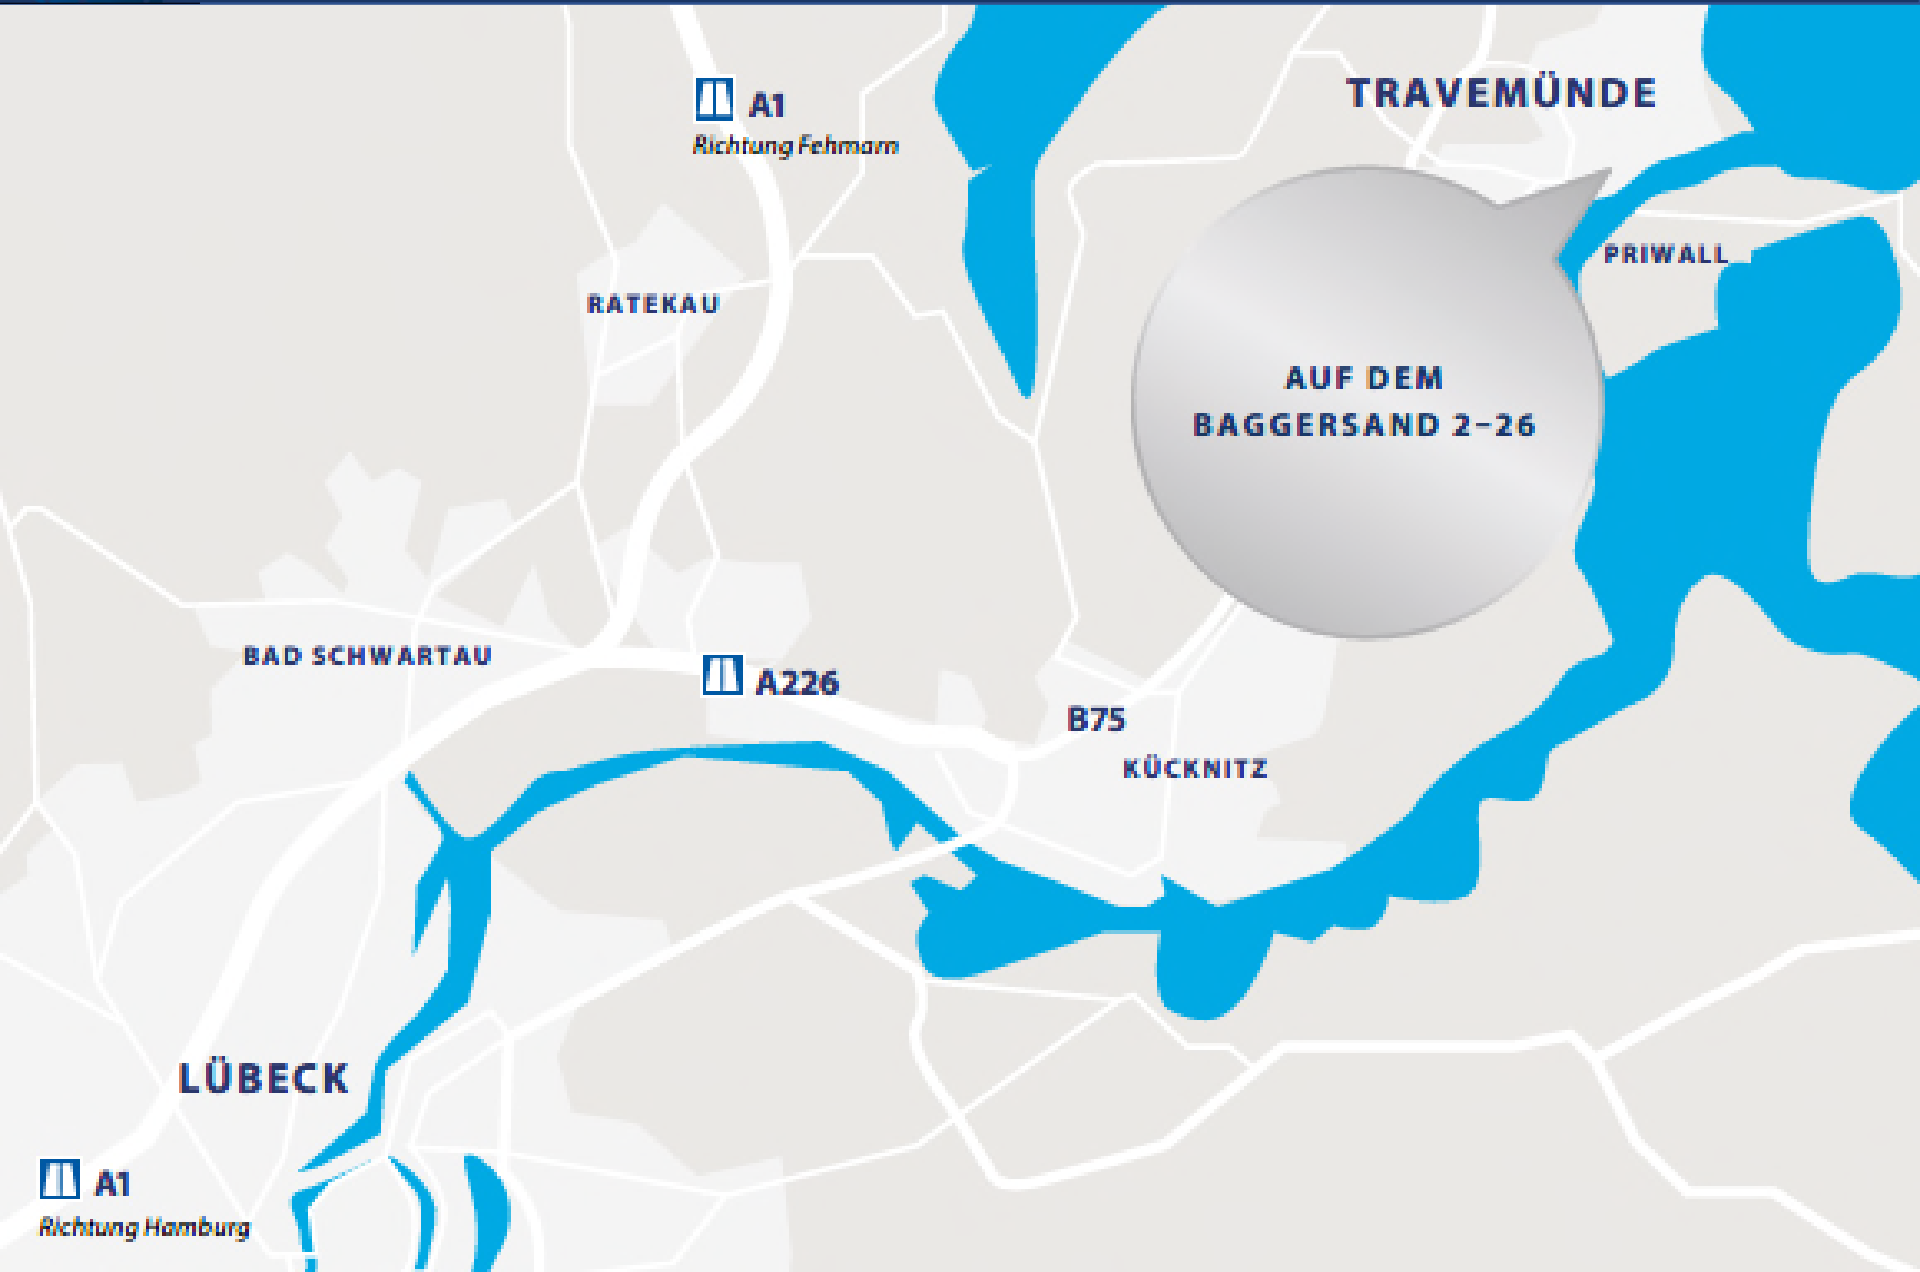 TRAVEMÜNDE
A1
Richtung Fehmarn
PRIWALL
RATEKAU
AUF DEM
BAGGERSAND 2–26
BAD SCHWARTAU
A226
B75
KÜCKNITZ
LÜBECK
A1
Richtung Hamburg